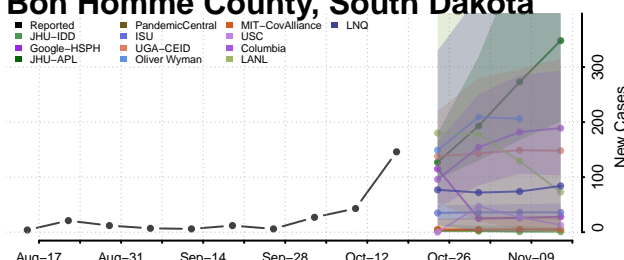 Bon Homme County, South Dakota
Reported PandemicCentral MIT-CovAlliance LNQ
JHU-IDD ISU USC
Google-HSPH UGA-CEID Columbia
JHU-APL Oliver Wyman LANL
0 100 200 300
New Cases
Aug-17 Aug-31 Sep-14 Sep-28 Oct-12 Oct-26 Nov-09